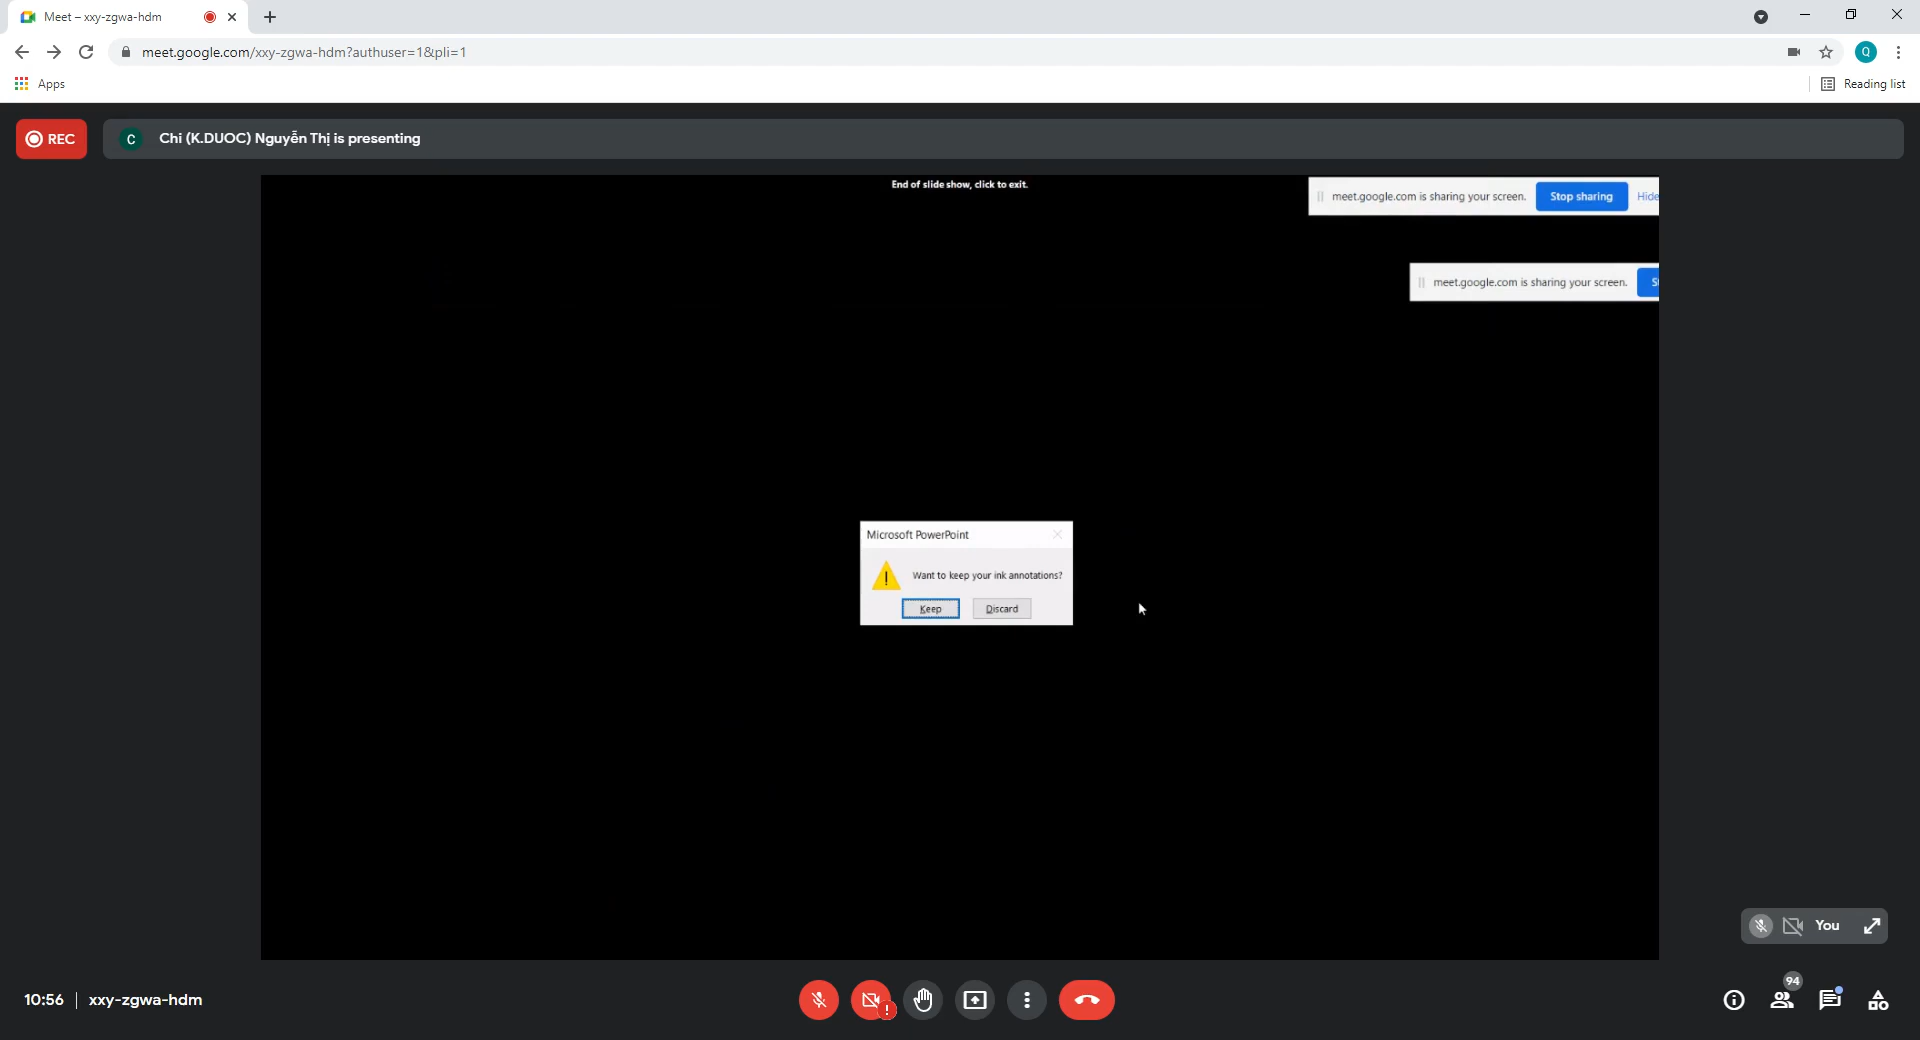 Meet – xxy-zgwa-hdm
meet.google.com/xxy-zgwa-hdm?authuser=1&pli=1
Q
Apps
Reading list
REC
C
Chi (K.DUOC) Nguyễn Thị is presenting
End of slide show, click to exit.
meet.google.com is sharing your screen.
Stop sharing
Hide
meet.google.com is sharing your screen.
Microsoft PowerPoint
Want to keep your ink annotations?
Keep
Discard
You
10:56
xxy-zgwa-hdm
94